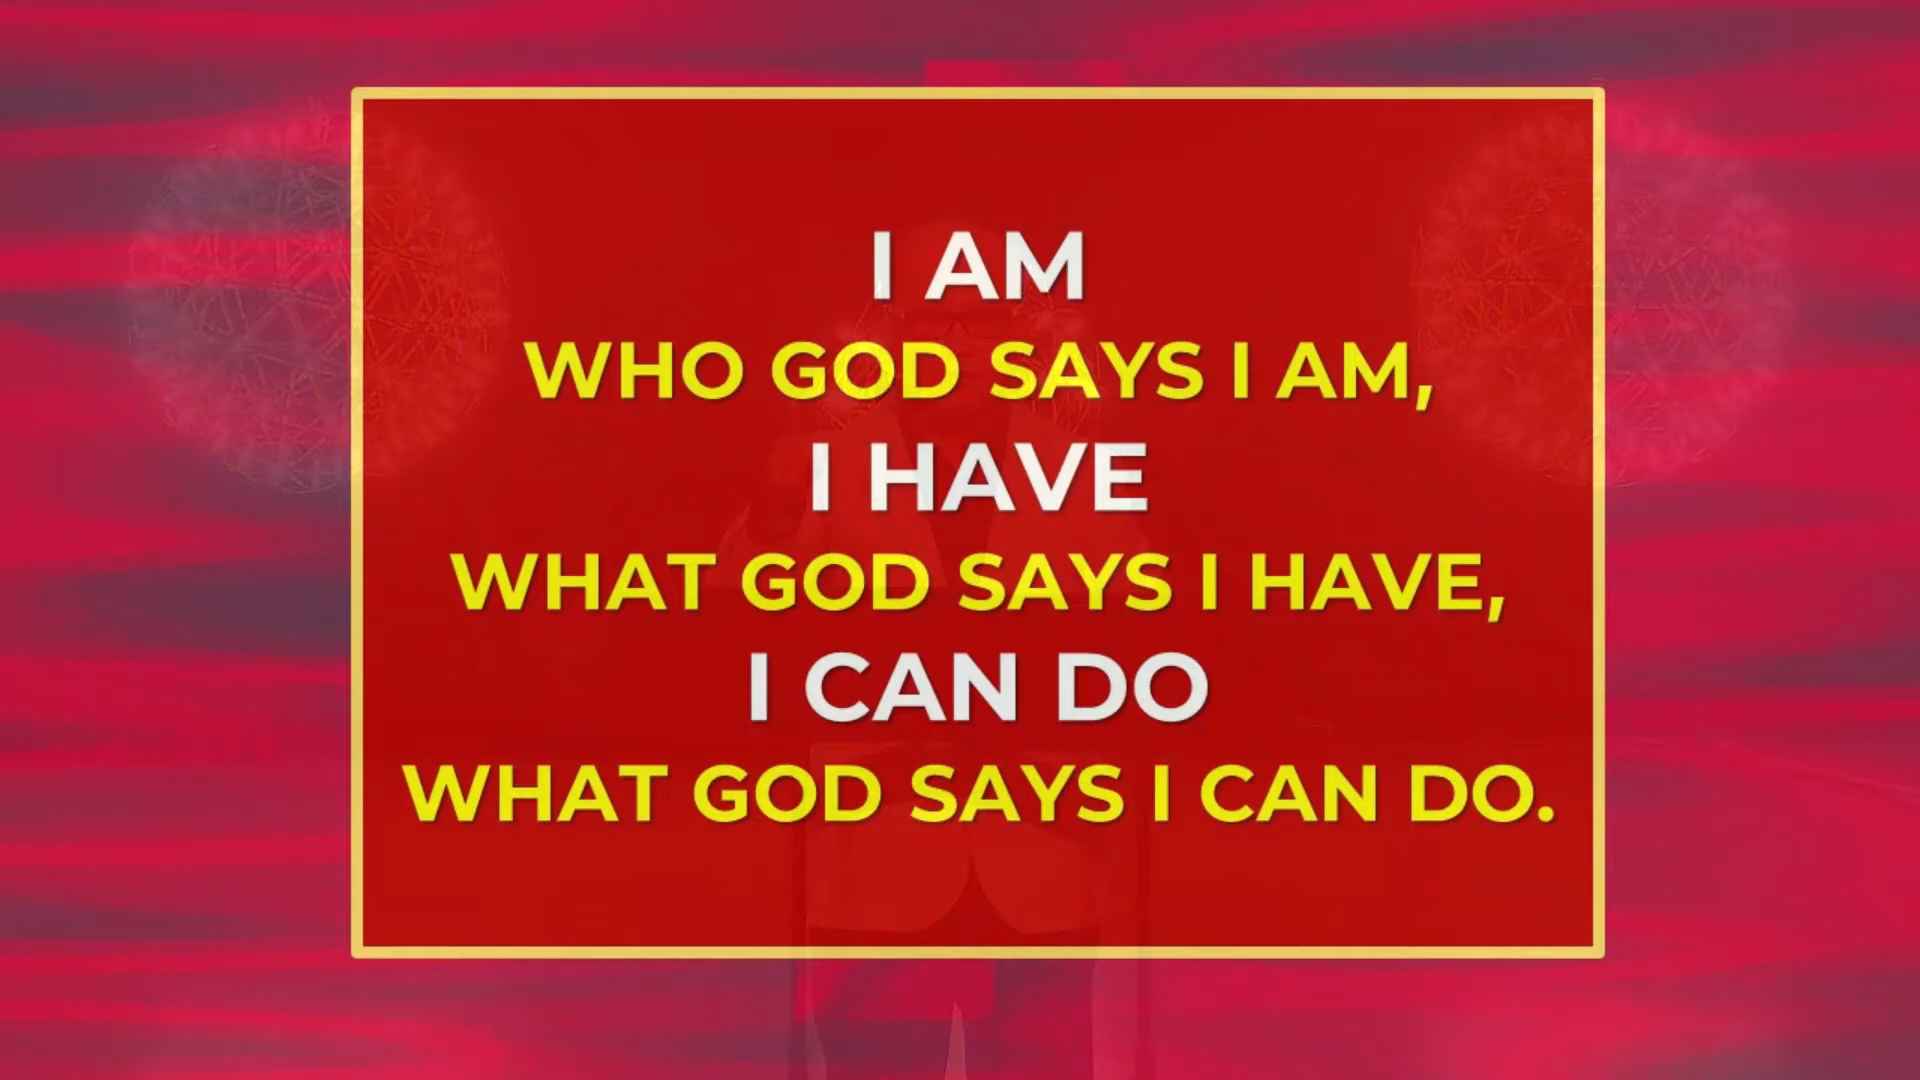 I AM
WHO GOD SAYS I AM,
I HAVE
WHAT GOD SAYS I HAVE,
I CAN DO
WHAT GOD SAYS I CAN DO.